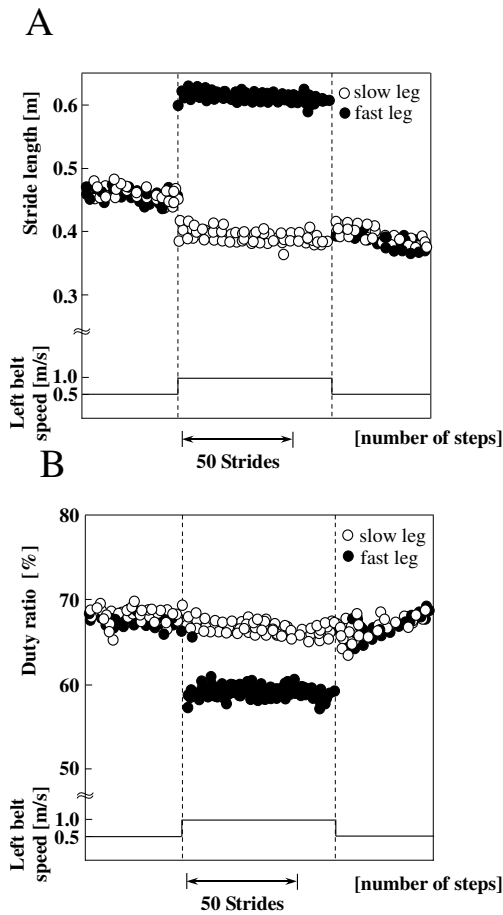 A
Stride length [m]
0.6
0.5
0.4
0.3
slow leg
fast leg
Left belt
speed [m/s]
1.0
0.5
[number of steps]
50 Strides
B
Duty ratio [%]
80
70
60
50
slow leg
fast leg
Left belt
speed [m/s]
1.0
0.5
[number of steps]
50 Strides